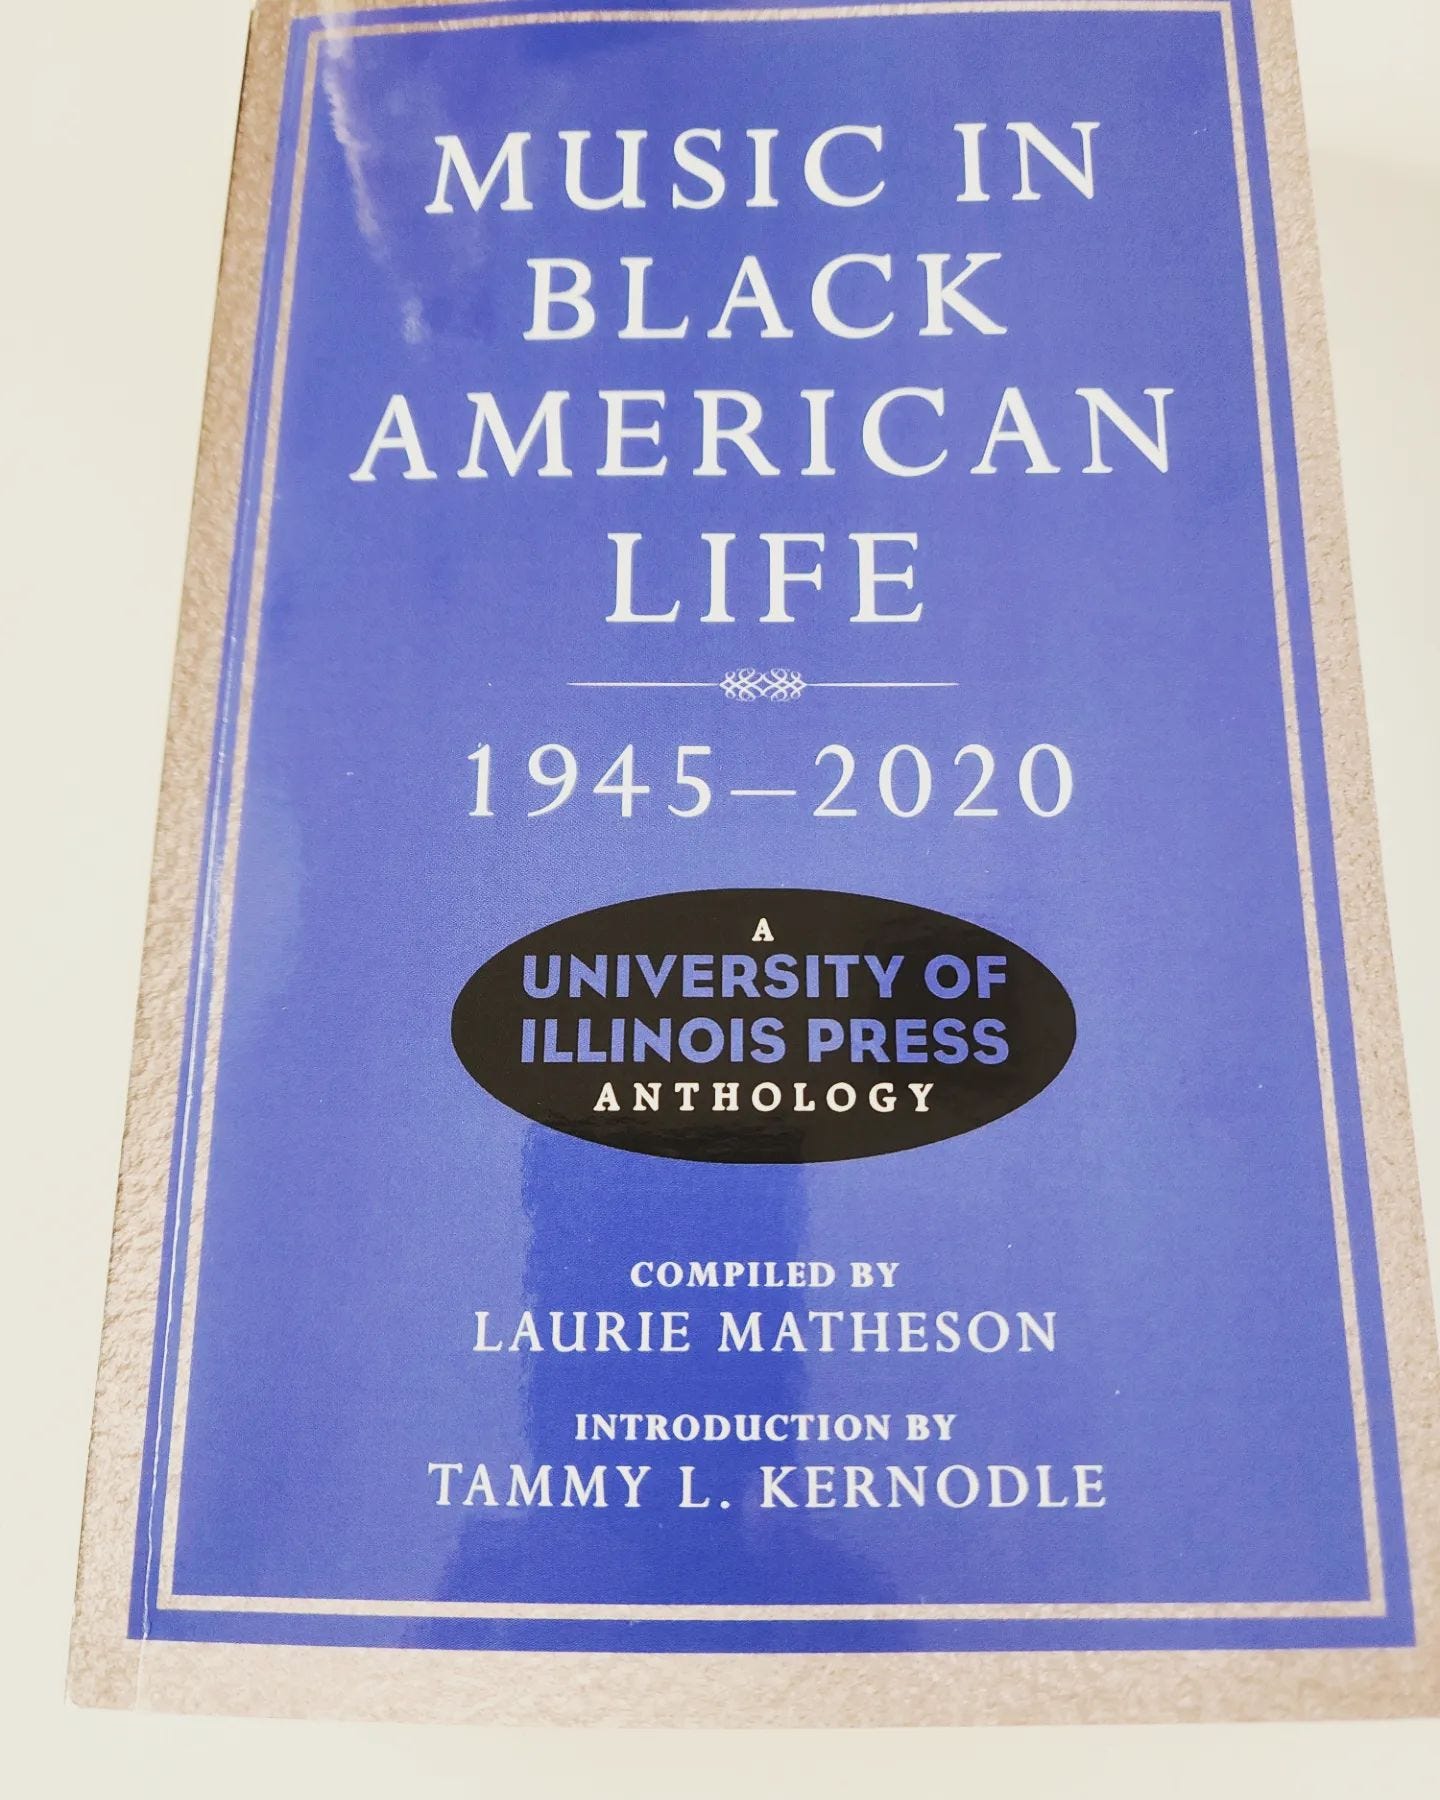 MUSIC IN
BLACK
AMERICAN
LIFE
1945–2020
A
UNIVERSITY OF
ILLINOIS PRESS
ANTHOLOGY
COMPILED BY
LAURIE MATHESON
INTRODUCTION BY
TAMMY L. KERNODLE